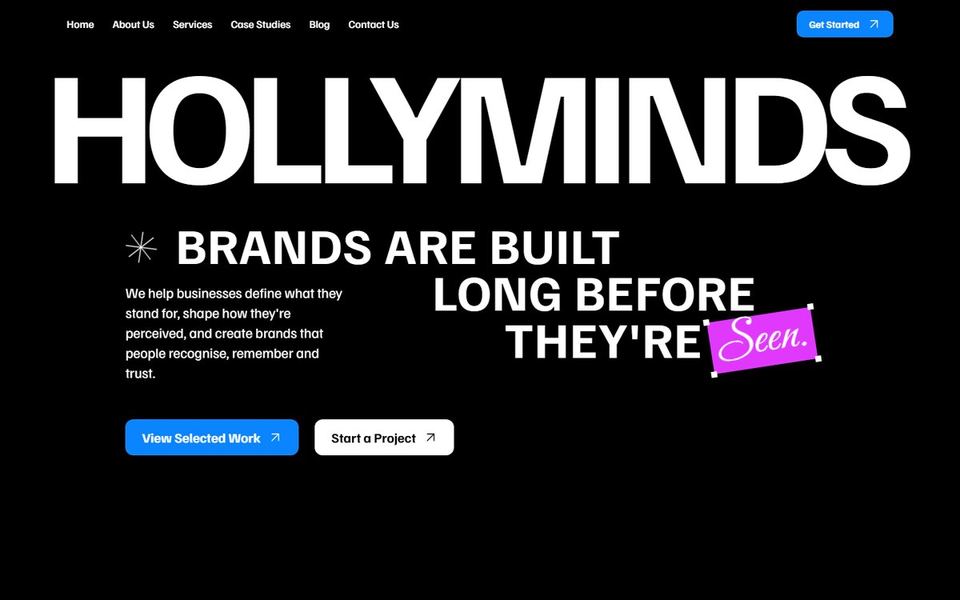 Home About Us Services Case Studies Blog Contact Us Get Started
HOLLYMINDS
BRANDS ARE BUILT
LONG BEFORE
THEY'RE Seen.
We help businesses define what they
stand for, shape how they're
perceived, and create brands that
people recognise, remember and
trust.
View Selected Work Start a Project